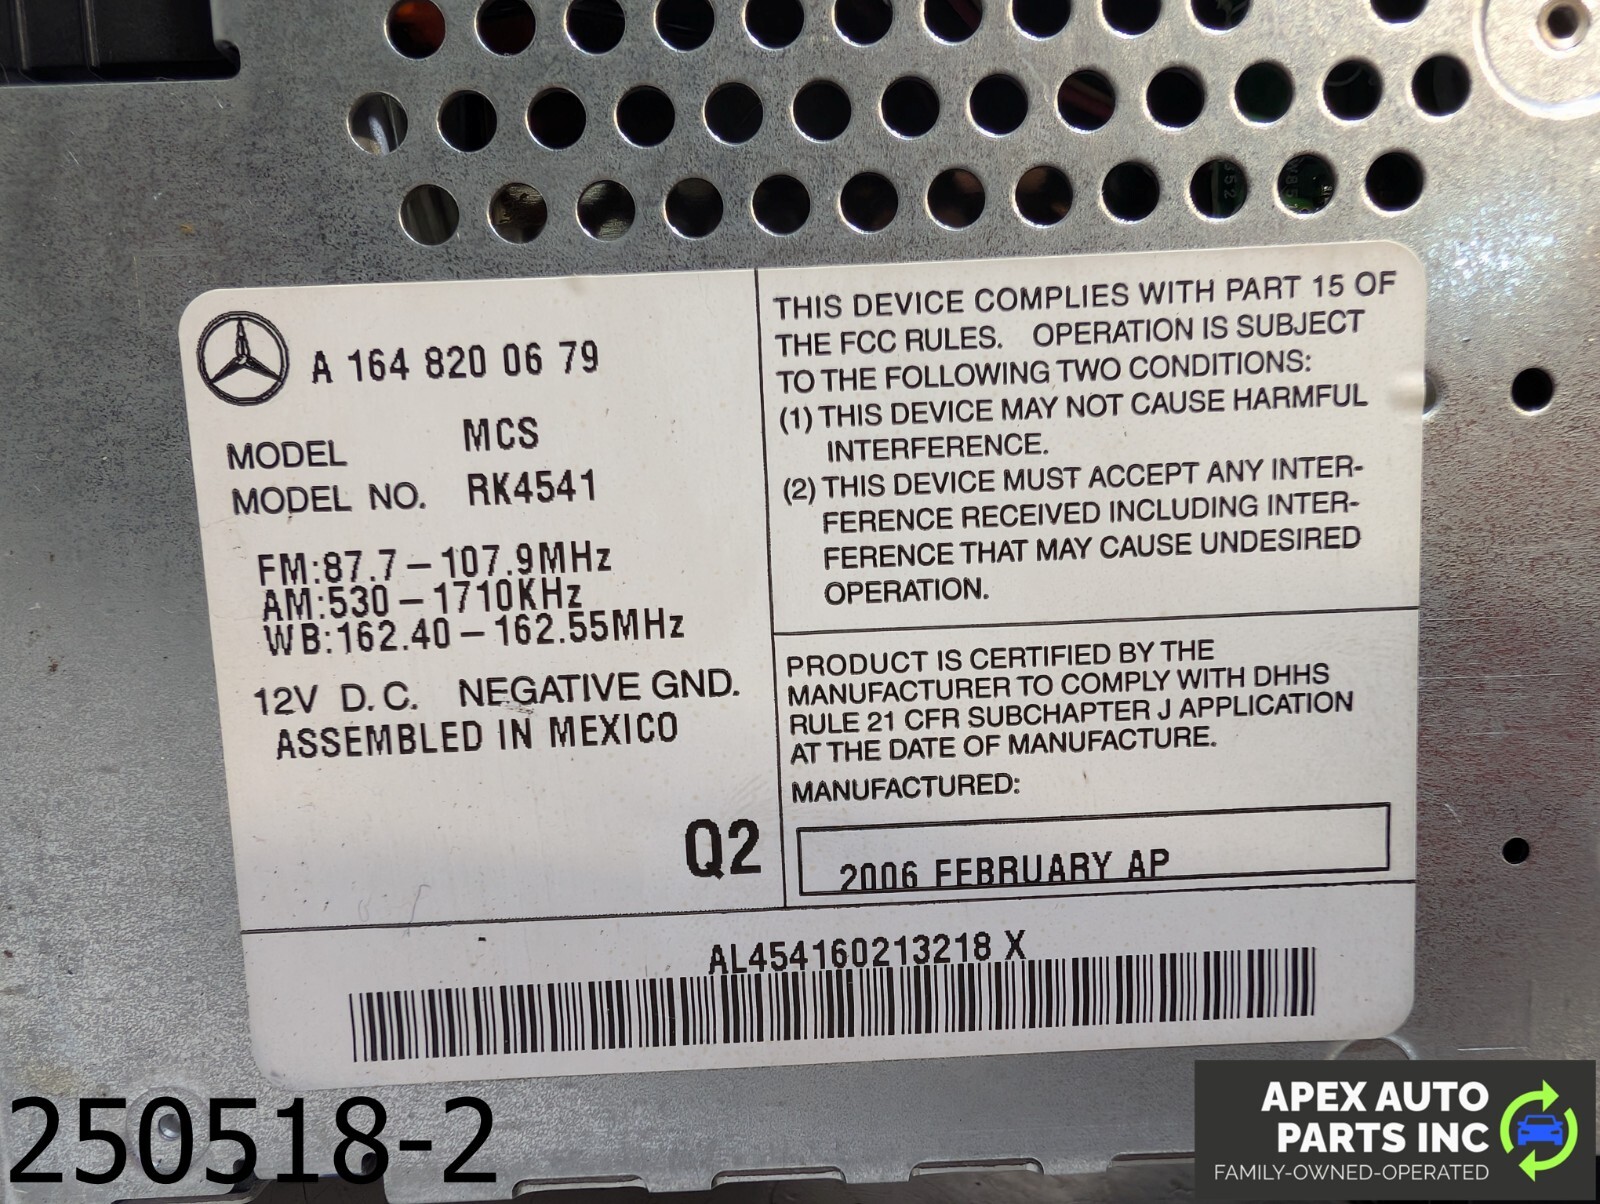 A 164 820 06 79
MODEL MCS
MODEL NO. RK4541
FM:87.7-107.9MHz
AM:530-1710KHz
WB:162.40-162.55MHz
12V D.C. NEGATIVE GND.
ASSEMBLED IN MEXICO
Q2
THIS DEVICE COMPLIES WITH PART 15 OF
THE FCC RULES. OPERATION IS SUBJECT
TO THE FOLLOWING TWO CONDITIONS:
(1) THIS DEVICE MAY NOT CAUSE HARMFUL
INTERFERENCE.
(2) THIS DEVICE MUST ACCEPT ANY INTER-
FERENCE RECEIVED INCLUDING INTER-
FERENCE THAT MAY CAUSE UNDESIRED
OPERATION.
PRODUCT IS CERTIFIED BY THE
MANUFACTURER TO COMPLY WITH DHHS
RULE 21 CFR SUBCHAPTER J APPLICATION
AT THE DATE OF MANUFACTURE.
MANUFACTURED:
2006 FEBRUARY AP
AL454160213218 X
250518-2
APEX AUTO
PARTS INC
FAMILY-OWNED-OPERATED